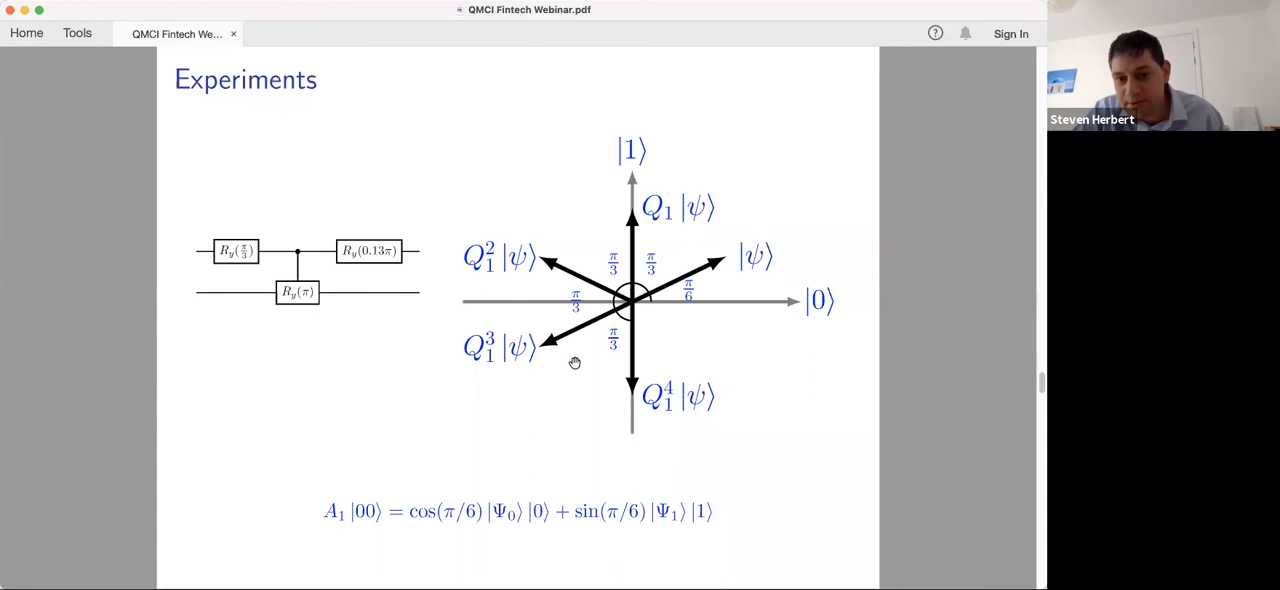 QMCI Fintech Webinar.pdf
Home Tools QMCI Fintech We... × Sign In
Steven Herbert
Experiments
|1⟩
Q₁ |ψ⟩
R_y(π/3) R_y(0.13π)
Q₁² |ψ⟩ π/3 π/3 |ψ⟩
R_y(π) π/3 π/6 |0⟩
Q₁³ |ψ⟩ π/3
Q₁⁴ |ψ⟩
A₁ |00⟩ = cos(π/6) |Ψ₀⟩ |0⟩ + sin(π/6) |Ψ₁⟩ |1⟩